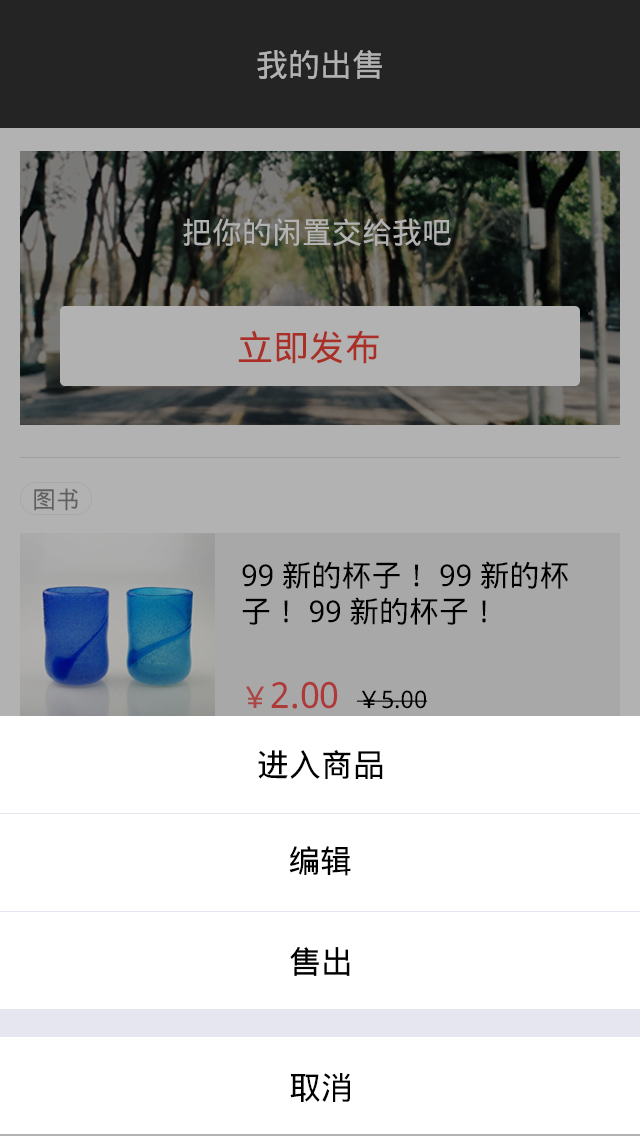 我的出售
把你的闲置交给我吧
立即发布
图书
99 新的杯子！ 99 新的杯
子！ 99 新的杯子！
￥2.00 ￥5.00
进入商品
编辑
售出
取消